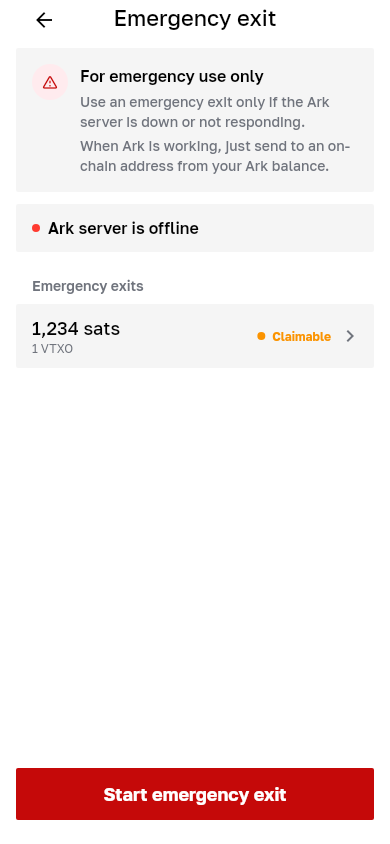 Emergency exit
For emergency use only
Use an emergency exit only if the Ark
server is down or not responding.
When Ark is working, just send to an on-
chain address from your Ark balance.
Ark server is offline
Emergency exits
1,234 sats
Claimable
1 VTXO
Start emergency exit